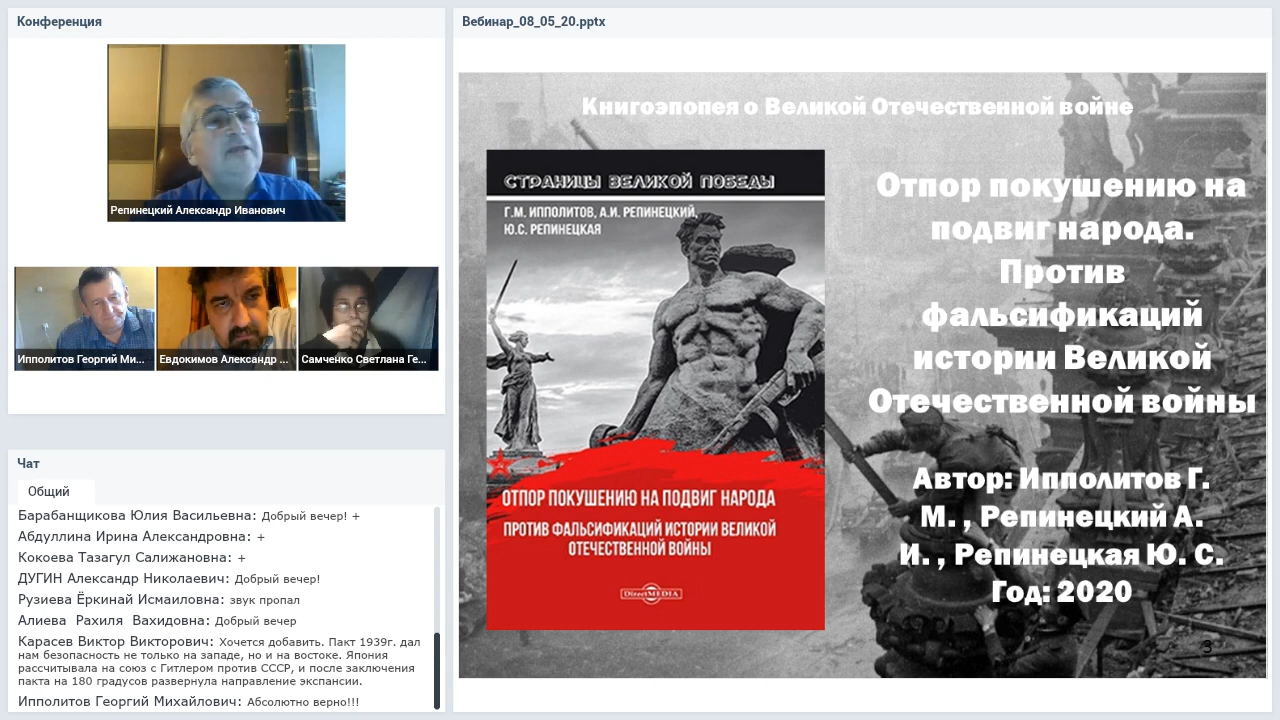 Конференция
Репинецкий Александр Иванович
Ипполитов Георгий Ми...
Евдокимов Александр ...
Самченко Светлана Ге...
Чат
Общий
Барабанщикова Юлия Васильевна: Добрый вечер! +
Абдуллина Ирина Александровна: +
Кокоева Тазагул Салижановна: +
ДУГИН Александр Николаевич: Добрый вечер!
Рузиева Ёркинай Исмаиловна: звук пропал
Алиева Рахиля Вахидовна: Добрый вечер
Карасев Виктор Викторович: Хочется добавить. Пакт 1939г. дал
нам безопасность не только на западе, но и на востоке. Япония
рассчитывала на союз с Гитлером против СССР, и после заключения
пакта на 180 градусов развернула направление экспансии.
Ипполитов Георгий Михайлович: Абсолютно верно!!!
Вебинар_08_05_20.pptx
Книгоэпопея о Великой Отечественной войне
СТРАНИЦЫ ВЕЛИКОЙ ПОБЕДЫ
Г.М. ИППОЛИТОВ, А.И. РЕПИНЕЦКИЙ,
Ю.С. РЕПИНЕЦКАЯ
ОТПОР ПОКУШЕНИЮ НА ПОДВИГ НАРОДА
ПРОТИВ ФАЛЬСИФИКАЦИЙ ИСТОРИИ ВЕЛИКОЙ
ОТЕЧЕСТВЕННОЙ ВОЙНЫ
DirectMEDIA
Отпор покушению на
подвиг народа.
Против
фальсификаций
истории Великой
Отечественной войны
Автор: Ипполитов Г.
М. , Репинецкий А.
И. , Репинецкая Ю. С.
Год: 2020
3